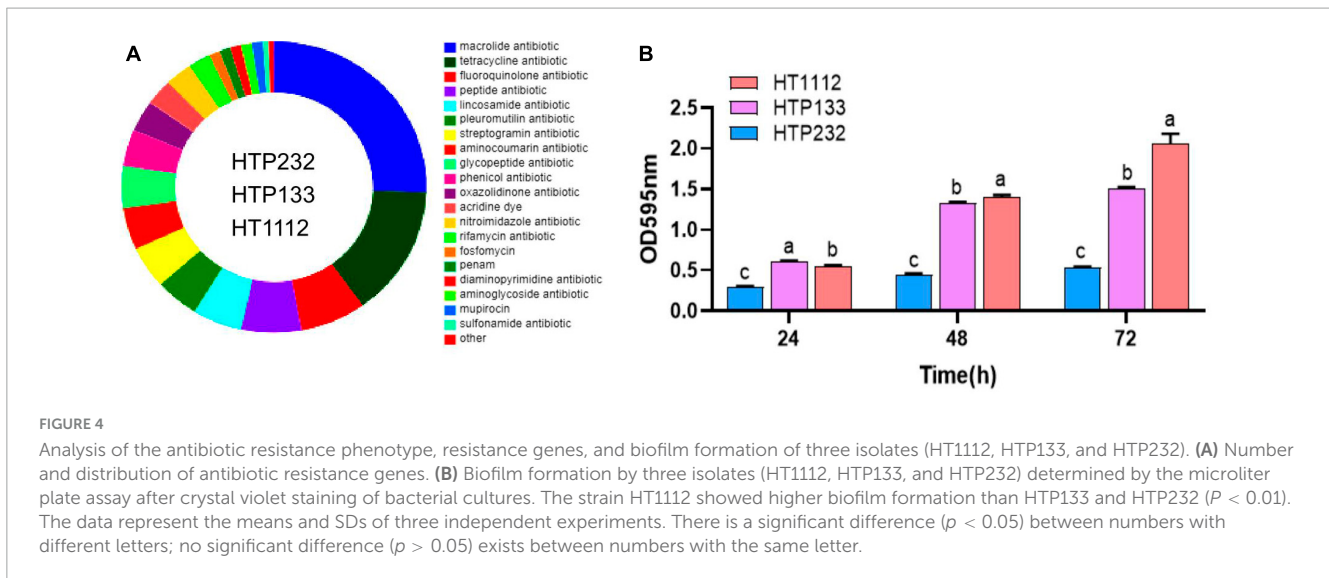 A
HTP232
HTP133
HT1112
macrolide antibiotic
tetracycline antibiotic
fluoroquinolone antibiotic
peptide antibiotic
lincosamide antibiotic
pleuromutilin antibiotic
streptogramin antibiotic
aminocoumarin antibiotic
glycopeptide antibiotic
phenicol antibiotic
oxazolidinone antibiotic
acridine dye
nitroimidazole antibiotic
rifamycin antibiotic
fosfomycin
penam
diaminopyrimidine antibiotic
aminoglycoside antibiotic
mupirocin
sulfonamide antibiotic
other
B
HT1112
HTP133
HTP232
OD595nm
2.5
2.0
1.5
1.0
0.5
0.0
c a b
c b a
c b a
24 48 72
Time(h)
FIGURE 4
Analysis of the antibiotic resistance phenotype, resistance genes, and biofilm formation of three isolates (HT1112, HTP133, and HTP232). (A) Number
and distribution of antibiotic resistance genes. (B) Biofilm formation by three isolates (HT1112, HTP133, and HTP232) determined by the microliter
plate assay after crystal violet staining of bacterial cultures. The strain HT1112 showed higher biofilm formation than HTP133 and HTP232 (P < 0.01).
The data represent the means and SDs of three independent experiments. There is a significant difference (p < 0.05) between numbers with
different letters; no significant difference (p > 0.05) exists between numbers with the same letter.